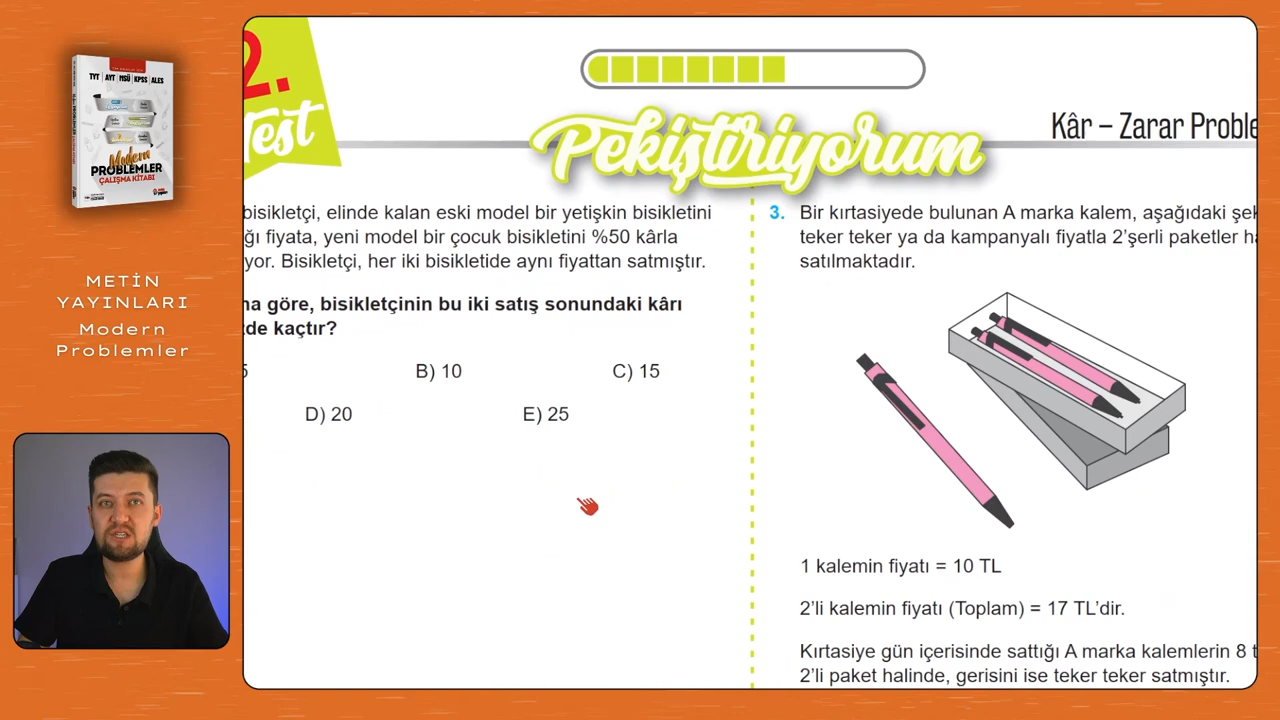 TYT | AYT | MSÜ | KPSS | ALES
Modern
PROBLEMLER
ÇALIŞMA KİTABI
METİN
YAYINLARI
Modern
Problemler
2.
Test
Pekiştiriyorum
Kâr – Zarar Proble
bisikletçi, elinde kalan eski model bir yetişkin bisikletini
ğı fiyata, yeni model bir çocuk bisikletini %50 kârla
yor. Bisikletçi, her iki bisikletide aynı fiyattan satmıştır.
na göre, bisikletçinin bu iki satış sonundaki kârı
zde kaçtır?
5
B) 10
C) 15
D) 20
E) 25
3. Bir kırtasiyede bulunan A marka kalem, aşağıdaki şek
teker teker ya da kampanyalı fiyatla 2’şerli paketler ha
satılmaktadır.
1 kalemin fiyatı = 10 TL
2’li kalemin fiyatı (Toplam) = 17 TL’dir.
Kırtasiye gün içerisinde sattığı A marka kalemlerin 8 t
2’li paket halinde, gerisini ise teker teker satmıştır.